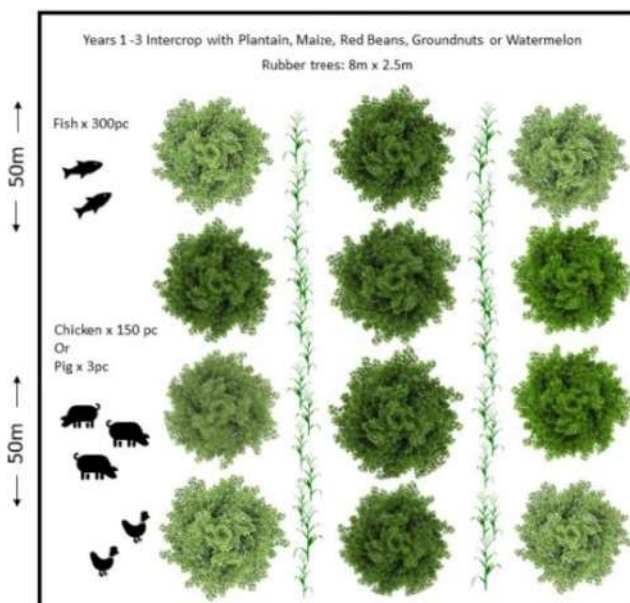 Years 1 -3 Intercrop with Plantain, Maize, Red Beans, Groundnuts or Watermelon
Rubber trees: 8m x 2.5m
Fish x 300pc
50m
Chicken x 150 pc
Or
Pig x 3pc
50m